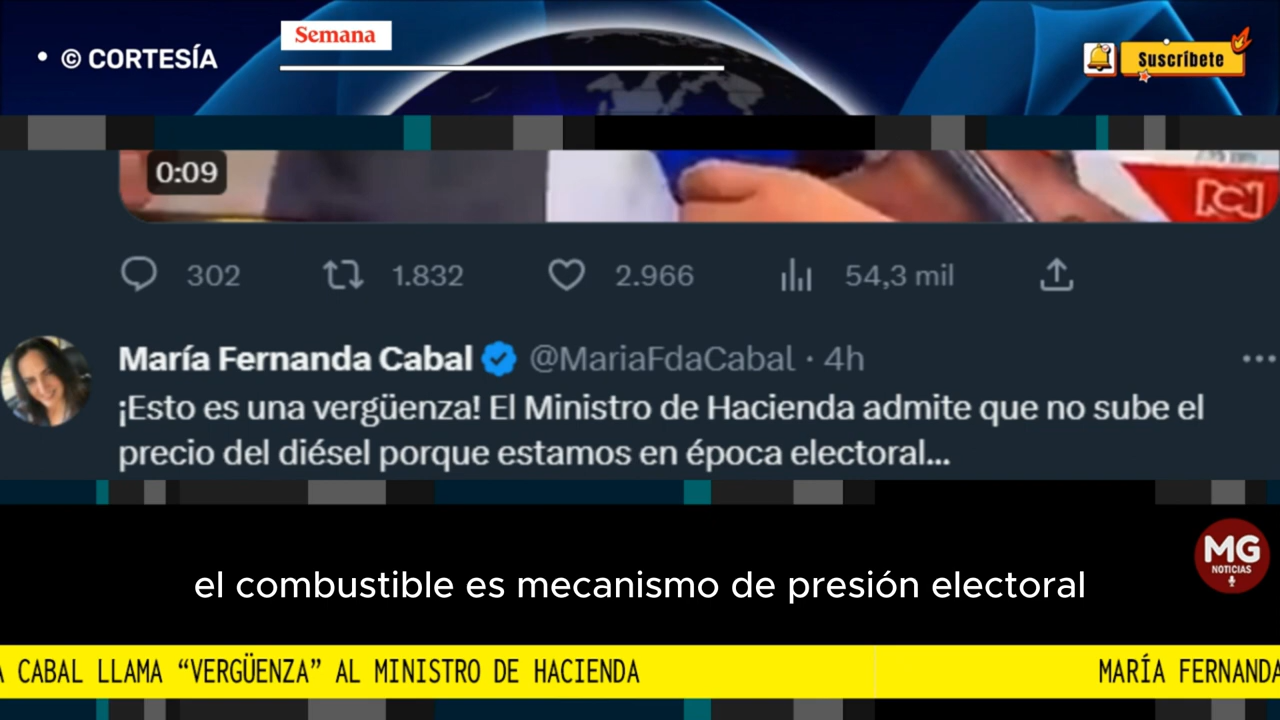 • © CORTESÍA
Semana
Suscríbete
0:09
RCN
302 1.832 2.966 54,3 mil
María Fernanda Cabal @MariaFdaCabal · 4h
¡Esto es una vergüenza! El Ministro de Hacienda admite que no sube el
precio del diésel porque estamos en época electoral...
MG
NOTICIAS
el combustible es mecanismo de presión electoral
A CABAL LLAMA “VERGÜENZA” AL MINISTRO DE HACIENDA MARÍA FERNANDA